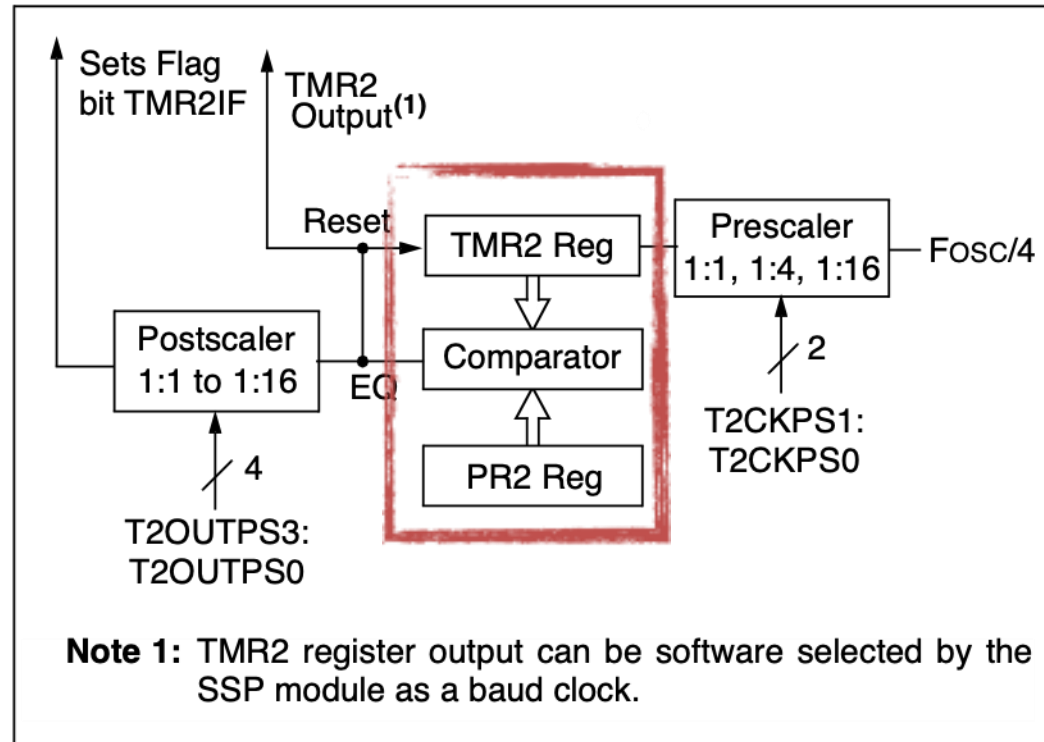 Sets Flag
bit TMR2IF
TMR2
Output(1)
Reset
TMR2 Reg
Prescaler
1:1, 1:4, 1:16
FOSC/4
Postscaler
1:1 to 1:16
EQ
Comparator
2
T2CKPS1:
T2CKPS0
4
PR2 Reg
T2OUTPS3:
T2OUTPS0
Note 1: TMR2 register output can be software selected by the
SSP module as a baud clock.